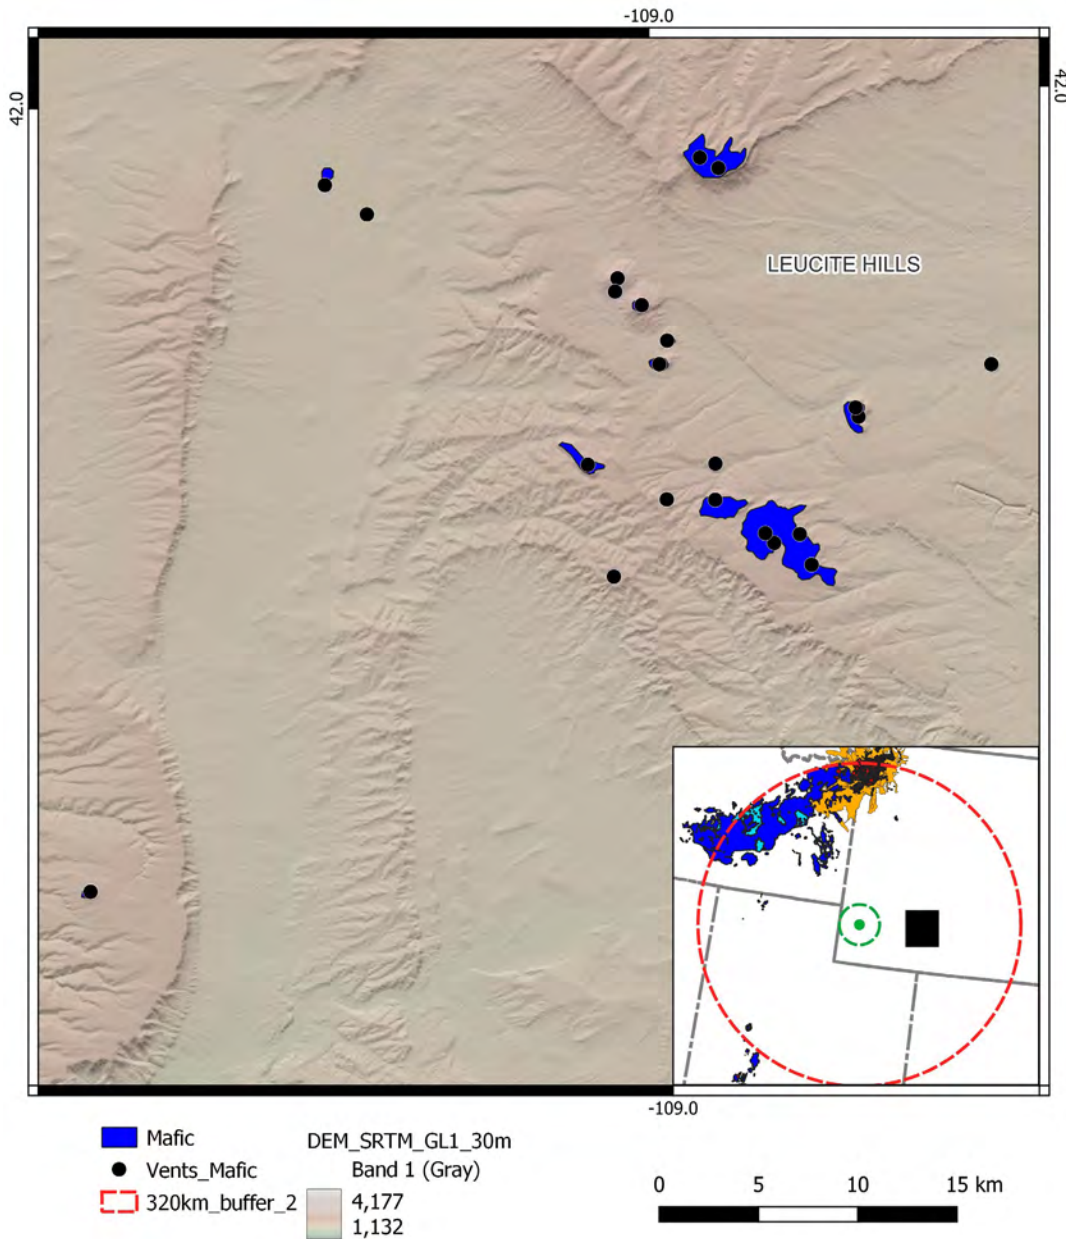 -109.0
42.0
42.0
LEUCITE HILLS
-109.0
Mafic
Vents_Mafic
320km_buffer_2
DEM_SRTM_GL1_30m
Band 1 (Gray)
4,177
1,132
0 5 10 15 km